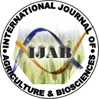 INTERNATIONAL JOURNAL OF
IJAB
AGRICULTURE & BIOSCIENCES